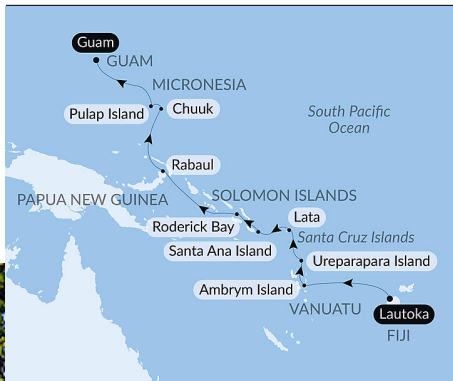 Guam
GUAM
MICRONESIA
Pulap Island
Chuuk
South Pacific
Ocean
Rabaul
PAPUA NEW GUINEA
SOLOMON ISLANDS
Roderick Bay
Lata
Santa Cruz Islands
Santa Ana Island
Ureparapara Island
Ambrym Island
VANUATU
Lautoka
FIJI